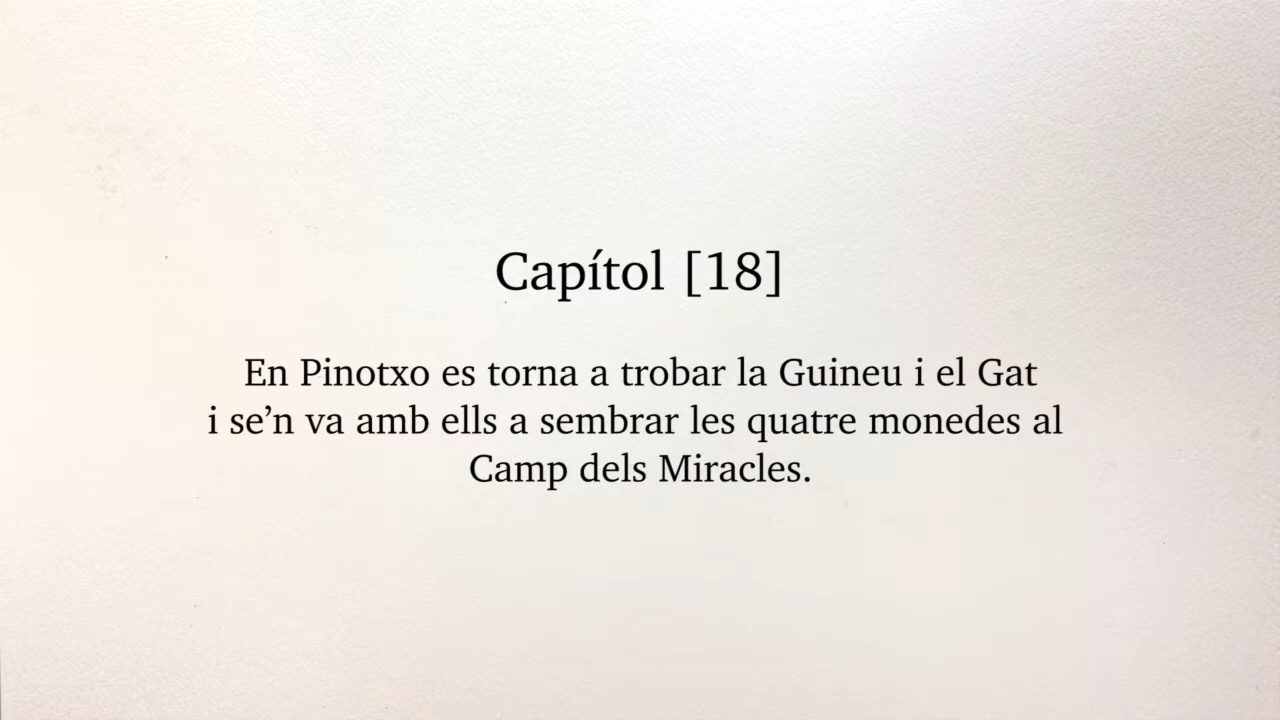 Capítol [18]
En Pinotxo es torna a trobar la Guineu i el Gat
i se’n va amb ells a sembrar les quatre monedes al
Camp dels Miracles.